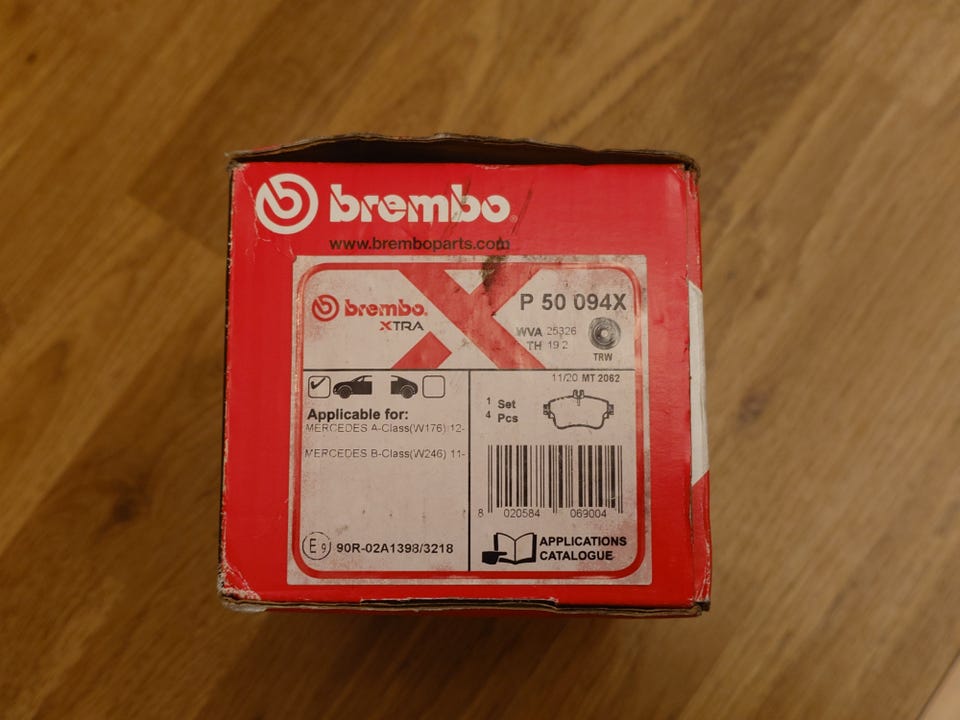 brembo
www.bremboparts.com
brembo.
XTRA
P 50 094X
WVA 25326
TH 19.2
TRW
11/20 MT 2062
1 Set
4 Pcs
Applicable for:
MERCEDES A-Class(W176) 12-
MERCEDES B-Class(W246) 11-
8 020584 069004
E9 90R-02A1398/3218
APPLICATIONS
CATALOGUE